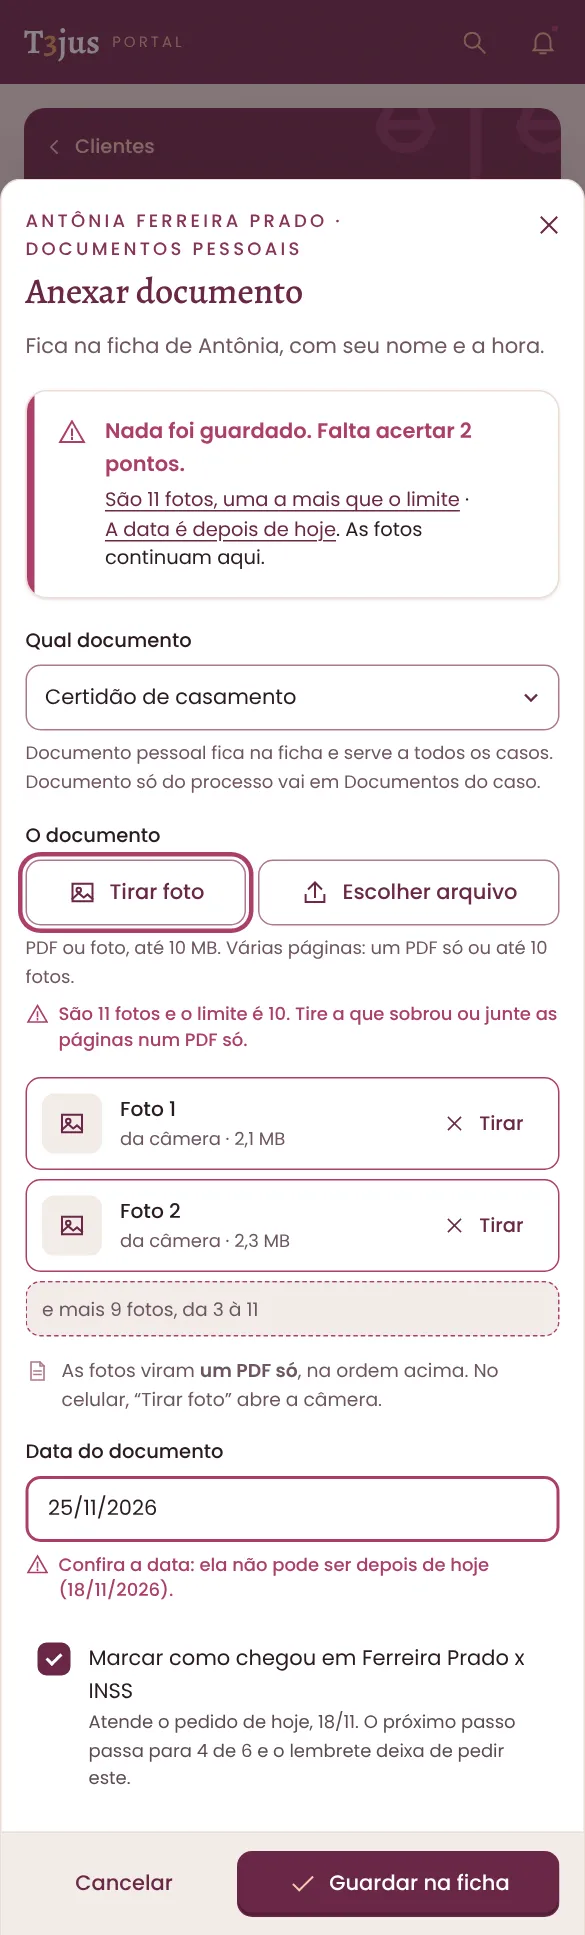 T3jus PORTAL
Clientes
ANTÔNIA FERREIRA PRADO ·
DOCUMENTOS PESSOAIS
Anexar documento
Fica na ficha de Antônia, com seu nome e a hora.
Nada foi guardado. Falta acertar 2
pontos.
São 11 fotos, uma a mais que o limite ·
A data é depois de hoje. As fotos
continuam aqui.
Qual documento
Certidão de casamento
Documento pessoal fica na ficha e serve a todos os casos.
Documento só do processo vai em Documentos do caso.
O documento
Tirar foto
Escolher arquivo
PDF ou foto, até 10 MB. Várias páginas: um PDF só ou até 10
fotos.
São 11 fotos e o limite é 10. Tire a que sobrou ou junte as
páginas num PDF só.
Foto 1
da câmera · 2,1 MB
Tirar
Foto 2
da câmera · 2,3 MB
Tirar
e mais 9 fotos, da 3 à 11
As fotos viram um PDF só, na ordem acima. No
celular, “Tirar foto” abre a câmera.
Data do documento
25/11/2026
Confira a data: ela não pode ser depois de hoje
(18/11/2026).
Marcar como chegou em Ferreira Prado x
INSS
Atende o pedido de hoje, 18/11. O próximo passo
passa para 4 de 6 e o lembrete deixa de pedir
este.
Cancelar
Guardar na ficha